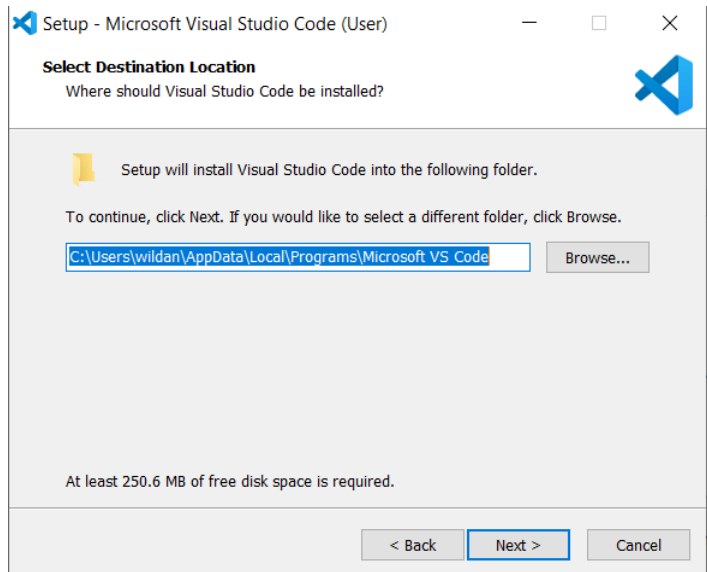 Setup - Microsoft Visual Studio Code (User)
Select Destination Location
Where should Visual Studio Code be installed?
Setup will install Visual Studio Code into the following folder.
To continue, click Next. If you would like to select a different folder, click Browse.
C:\Users\wildan\AppData\Local\Programs\Microsoft VS Code
Browse...
At least 250.6 MB of free disk space is required.
< Back
Next >
Cancel